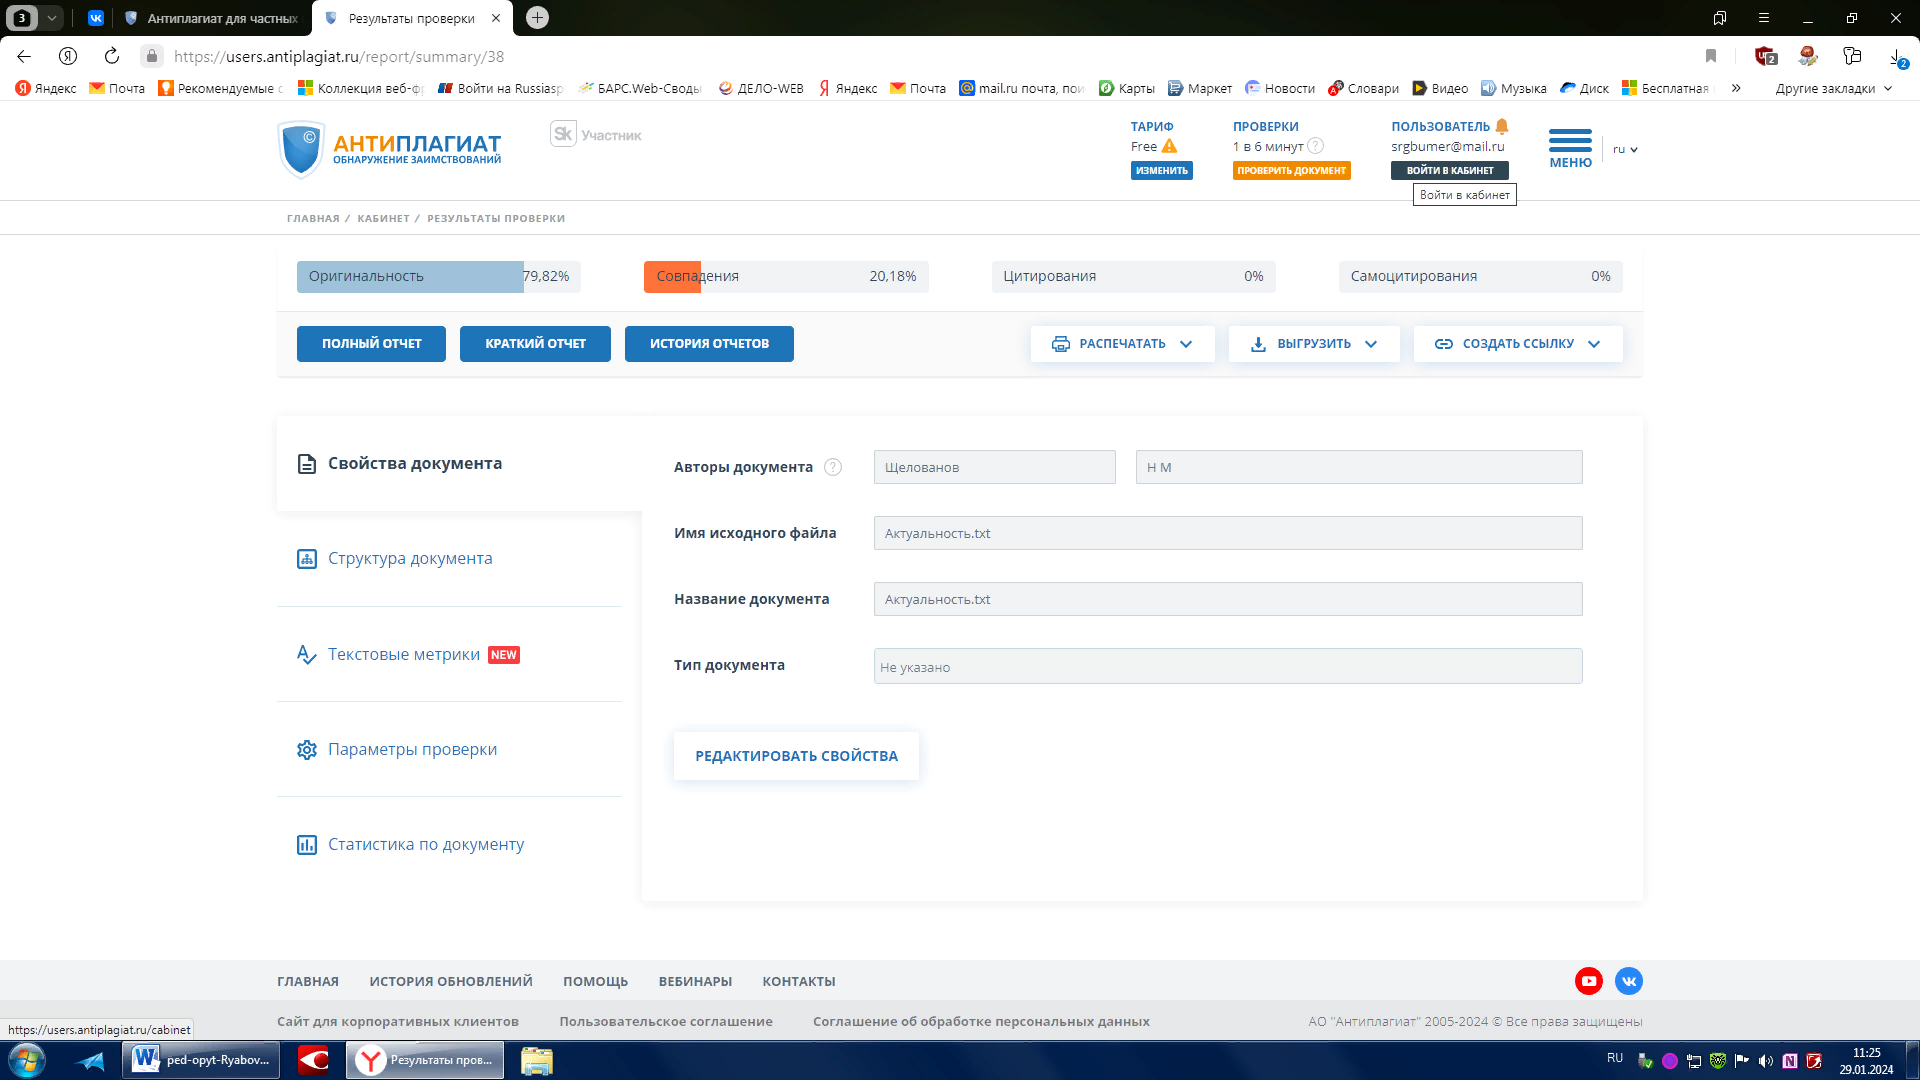 3
Антиплагиат для частных
Результаты проверки
https://users.antiplagiat.ru/report/summary/38
2
2
Яндекс
Почта
Рекомендуемые с
Коллекция веб-ф
Войти на Russiasp
БАРС.Web-Своды
ДЕЛО-WEB
Яндекс
Почта
mail.ru почта, пои
Карты
Маркет
Новости
Словари
Видео
Музыка
Диск
Бесплатная
»
Другие закладки
©
АНТИПЛАГИАТ
ОБНАРУЖЕНИЕ ЗАИМСТВОВАНИЙ
Sk Участник
ТАРИФ
Free
ИЗМЕНИТЬ
ПРОВЕРКИ
1 в 6 минут ?
ПРОВЕРИТЬ ДОКУМЕНТ
ПОЛЬЗОВАТЕЛЬ
srgbumer@mail.ru
ВОЙТИ В КАБИНЕТ
Войти в кабинет
МЕНЮ
ru
ГЛАВНАЯ / КАБИНЕТ / РЕЗУЛЬТАТЫ ПРОВЕРКИ
Оригинальность 79,82%
Совпадения 20,18%
Цитирования 0%
Самоцитирования 0%
ПОЛНЫЙ ОТЧЕТ
КРАТКИЙ ОТЧЕТ
ИСТОРИЯ ОТЧЕТОВ
РАСПЕЧАТАТЬ
ВЫГРУЗИТЬ
СОЗДАТЬ ССЫЛКУ
Свойства документа
Структура документа
Текстовые метрики NEW
Параметры проверки
Статистика по документу
Авторы документа ? Щелованов Н М
Имя исходного файла Актуальность.txt
Название документа Актуальность.txt
Тип документа Не указано
РЕДАКТИРОВАТЬ СВОЙСТВА
ГЛАВНАЯ ИСТОРИЯ ОБНОВЛЕНИЙ ПОМОЩЬ ВЕБИНАРЫ КОНТАКТЫ
Сайт для корпоративных клиентов Пользовательское соглашение Соглашение об обработке персональных данных
АО "Антиплагиат" 2005-2024 © Все права защищены
https://users.antiplagiat.ru/cabinet
ped-opyt-Ryabov...
Результаты пров...
RU
11:25
29.01.2024